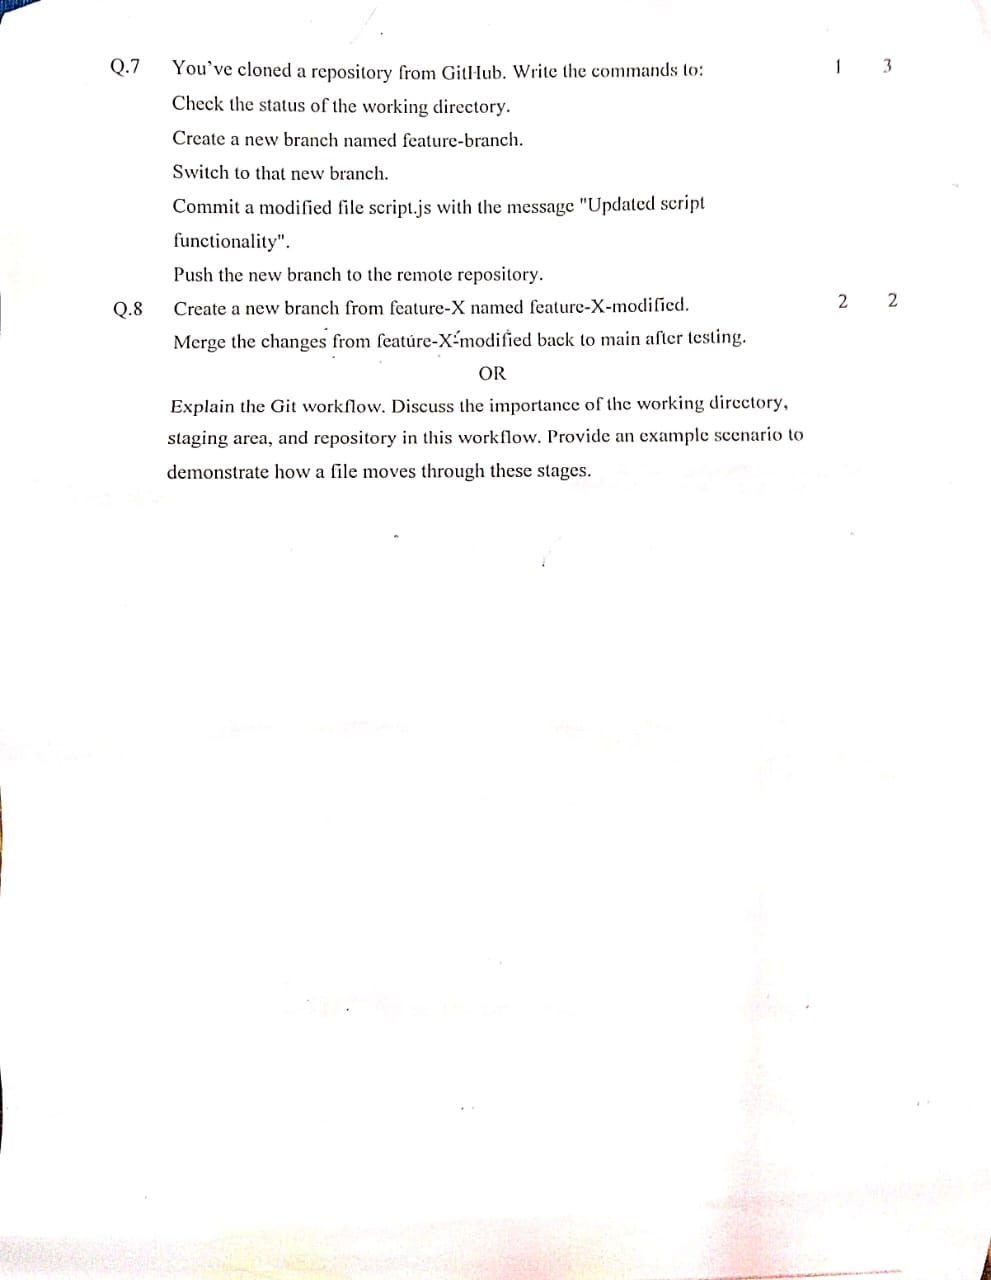 Q.7 You've cloned a repository from GitHub. Write the commands to: 1 3
Check the status of the working directory.
Create a new branch named feature-branch.
Switch to that new branch.
Commit a modified file script.js with the message "Updated script
functionality".
Push the new branch to the remote repository.
Q.8 Create a new branch from feature-X named feature-X-modified. 2 2
Merge the changes from feature-X-modified back to main after testing.
OR
Explain the Git workflow. Discuss the importance of the working directory,
staging area, and repository in this workflow. Provide an example scenario to
demonstrate how a file moves through these stages.